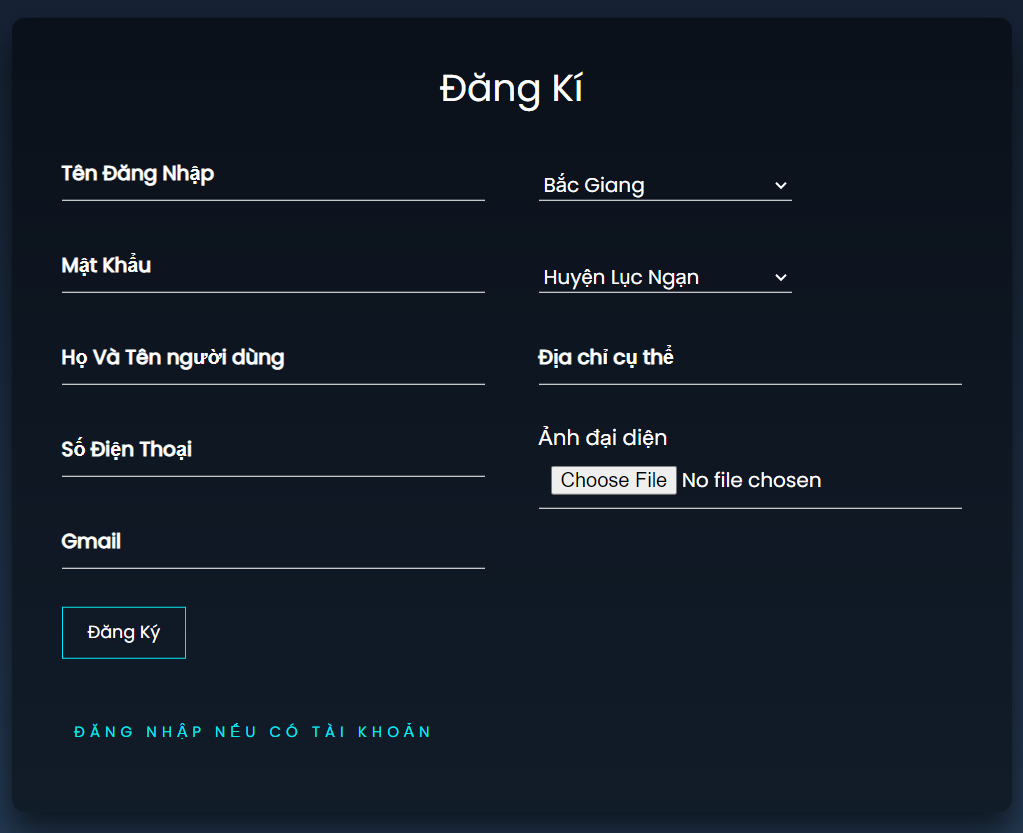 Đăng Kí
Tên Đăng Nhập
Bắc Giang
Mật Khẩu
Huyện Lục Ngạn
Họ Và Tên người dùng
Địa chỉ cụ thể
Số Điện Thoại
Ảnh đại diện
Choose File No file chosen
Gmail
Đăng Ký
ĐĂNG NHẬP NẾU CÓ TÀI KHOẢN